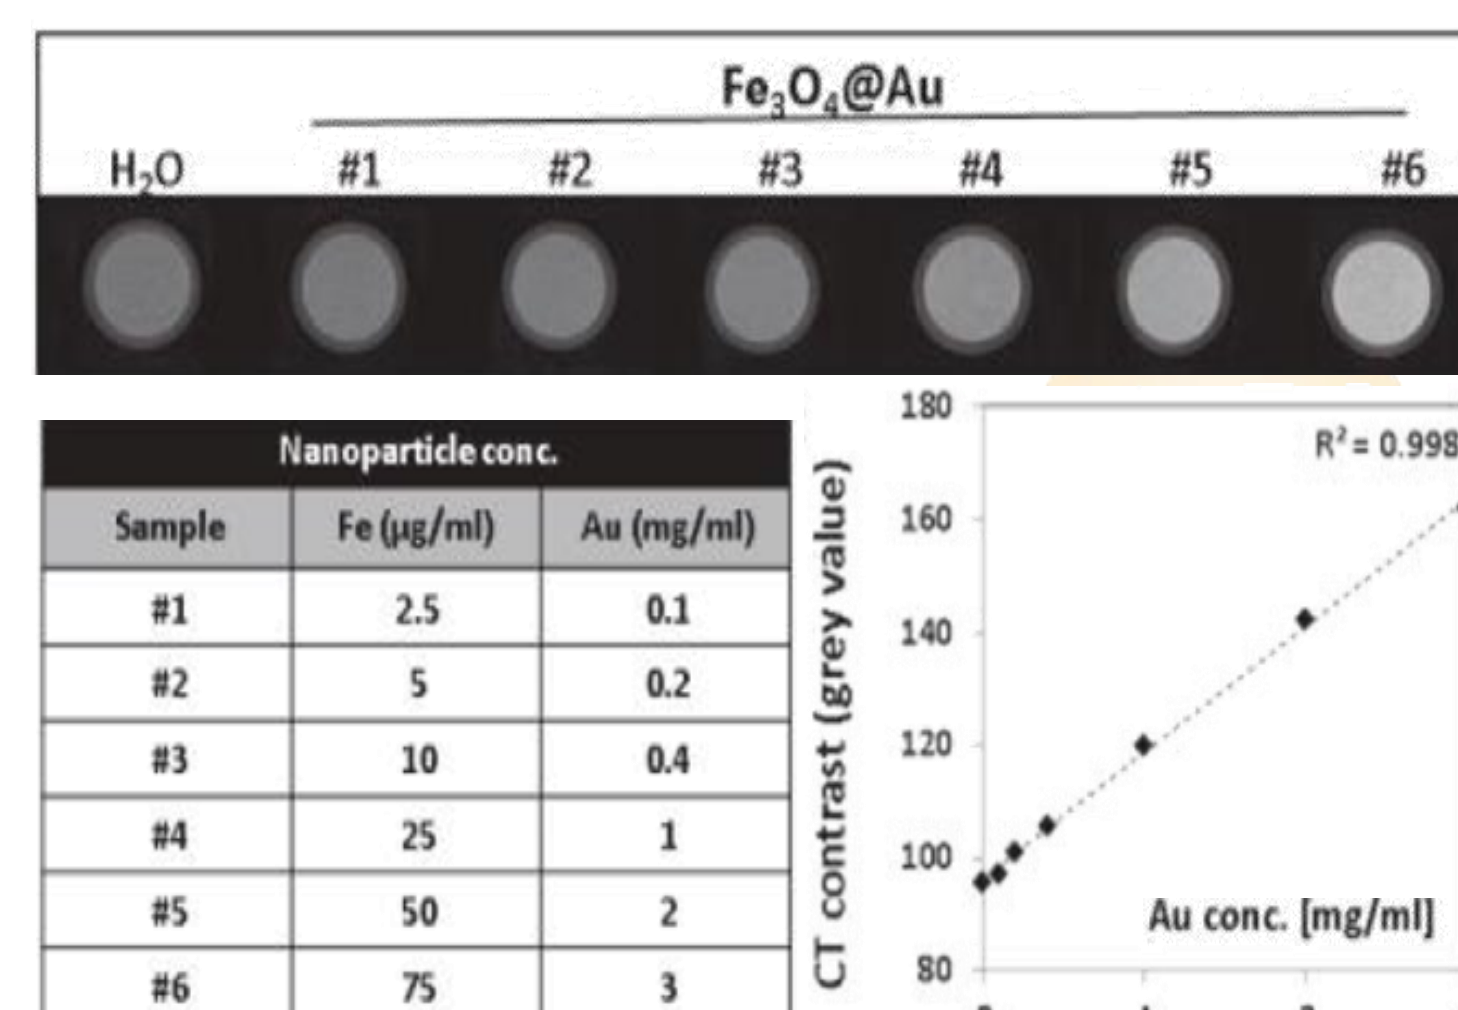 Fe₃O₄@Au
H₂O #1 #2 #3 #4 #5 #6
Nanoparticle conc.
Sample Fe (µg/ml) Au (mg/ml)
#1 2.5 0.1
#2 5 0.2
#3 10 0.4
#4 25 1
#5 50 2
#6 75 3
CT contrast (grey value)
180
160
140
120
100
80
R² = 0.998
Au conc. [mg/ml]